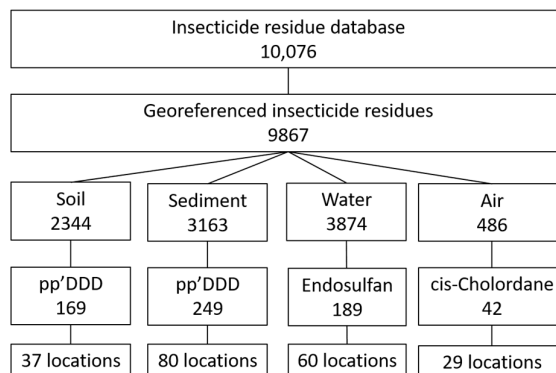 Insecticide residue database
10,076
Georeferenced insecticide residues
9867
Soil
2344
Sediment
3163
Water
3874
Air
486
pp'DDD
169
pp'DDD
249
Endosulfan
189
cis-Cholordane
42
37 locations
80 locations
60 locations
29 locations